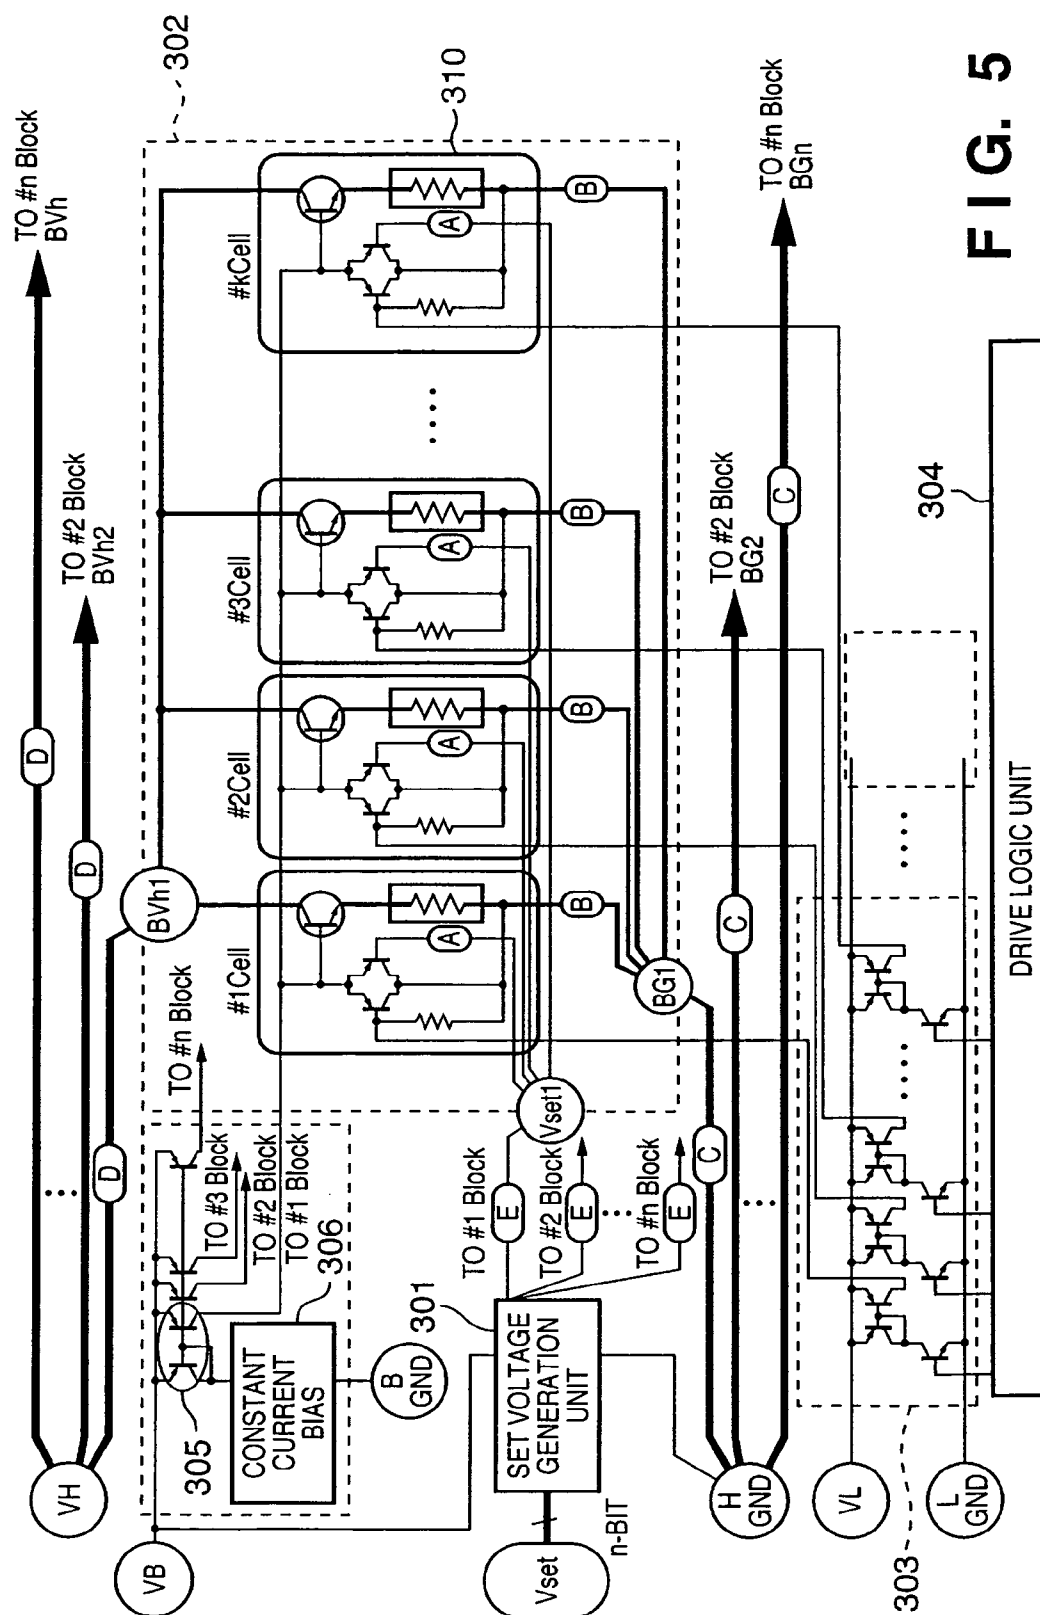 FIG. 5
302
310
304
TO #n Block
BVh
TO #2 Block
BVh2
D
D
D
VH
BVh1
#1Cell
#2Cell
#3Cell
#kCell
A
A
A
A
B
B
B
B
BG1
VB
305
CONSTANT
CURRENT
BIAS
306
B
GND
TO #n Block
TO #3 Block
TO #2 Block
TO #1 Block
Vset
n-BIT
301
SET VOLTAGE
GENERATION
UNIT
TO #1 Block
E
TO #2 Block
E
TO #n Block
E
Vset1
TO #2 Block
BG2
TO #n Block
BGn
C
C
C
H
GND
VL
L
GND
303
DRIVE LOGIC UNIT